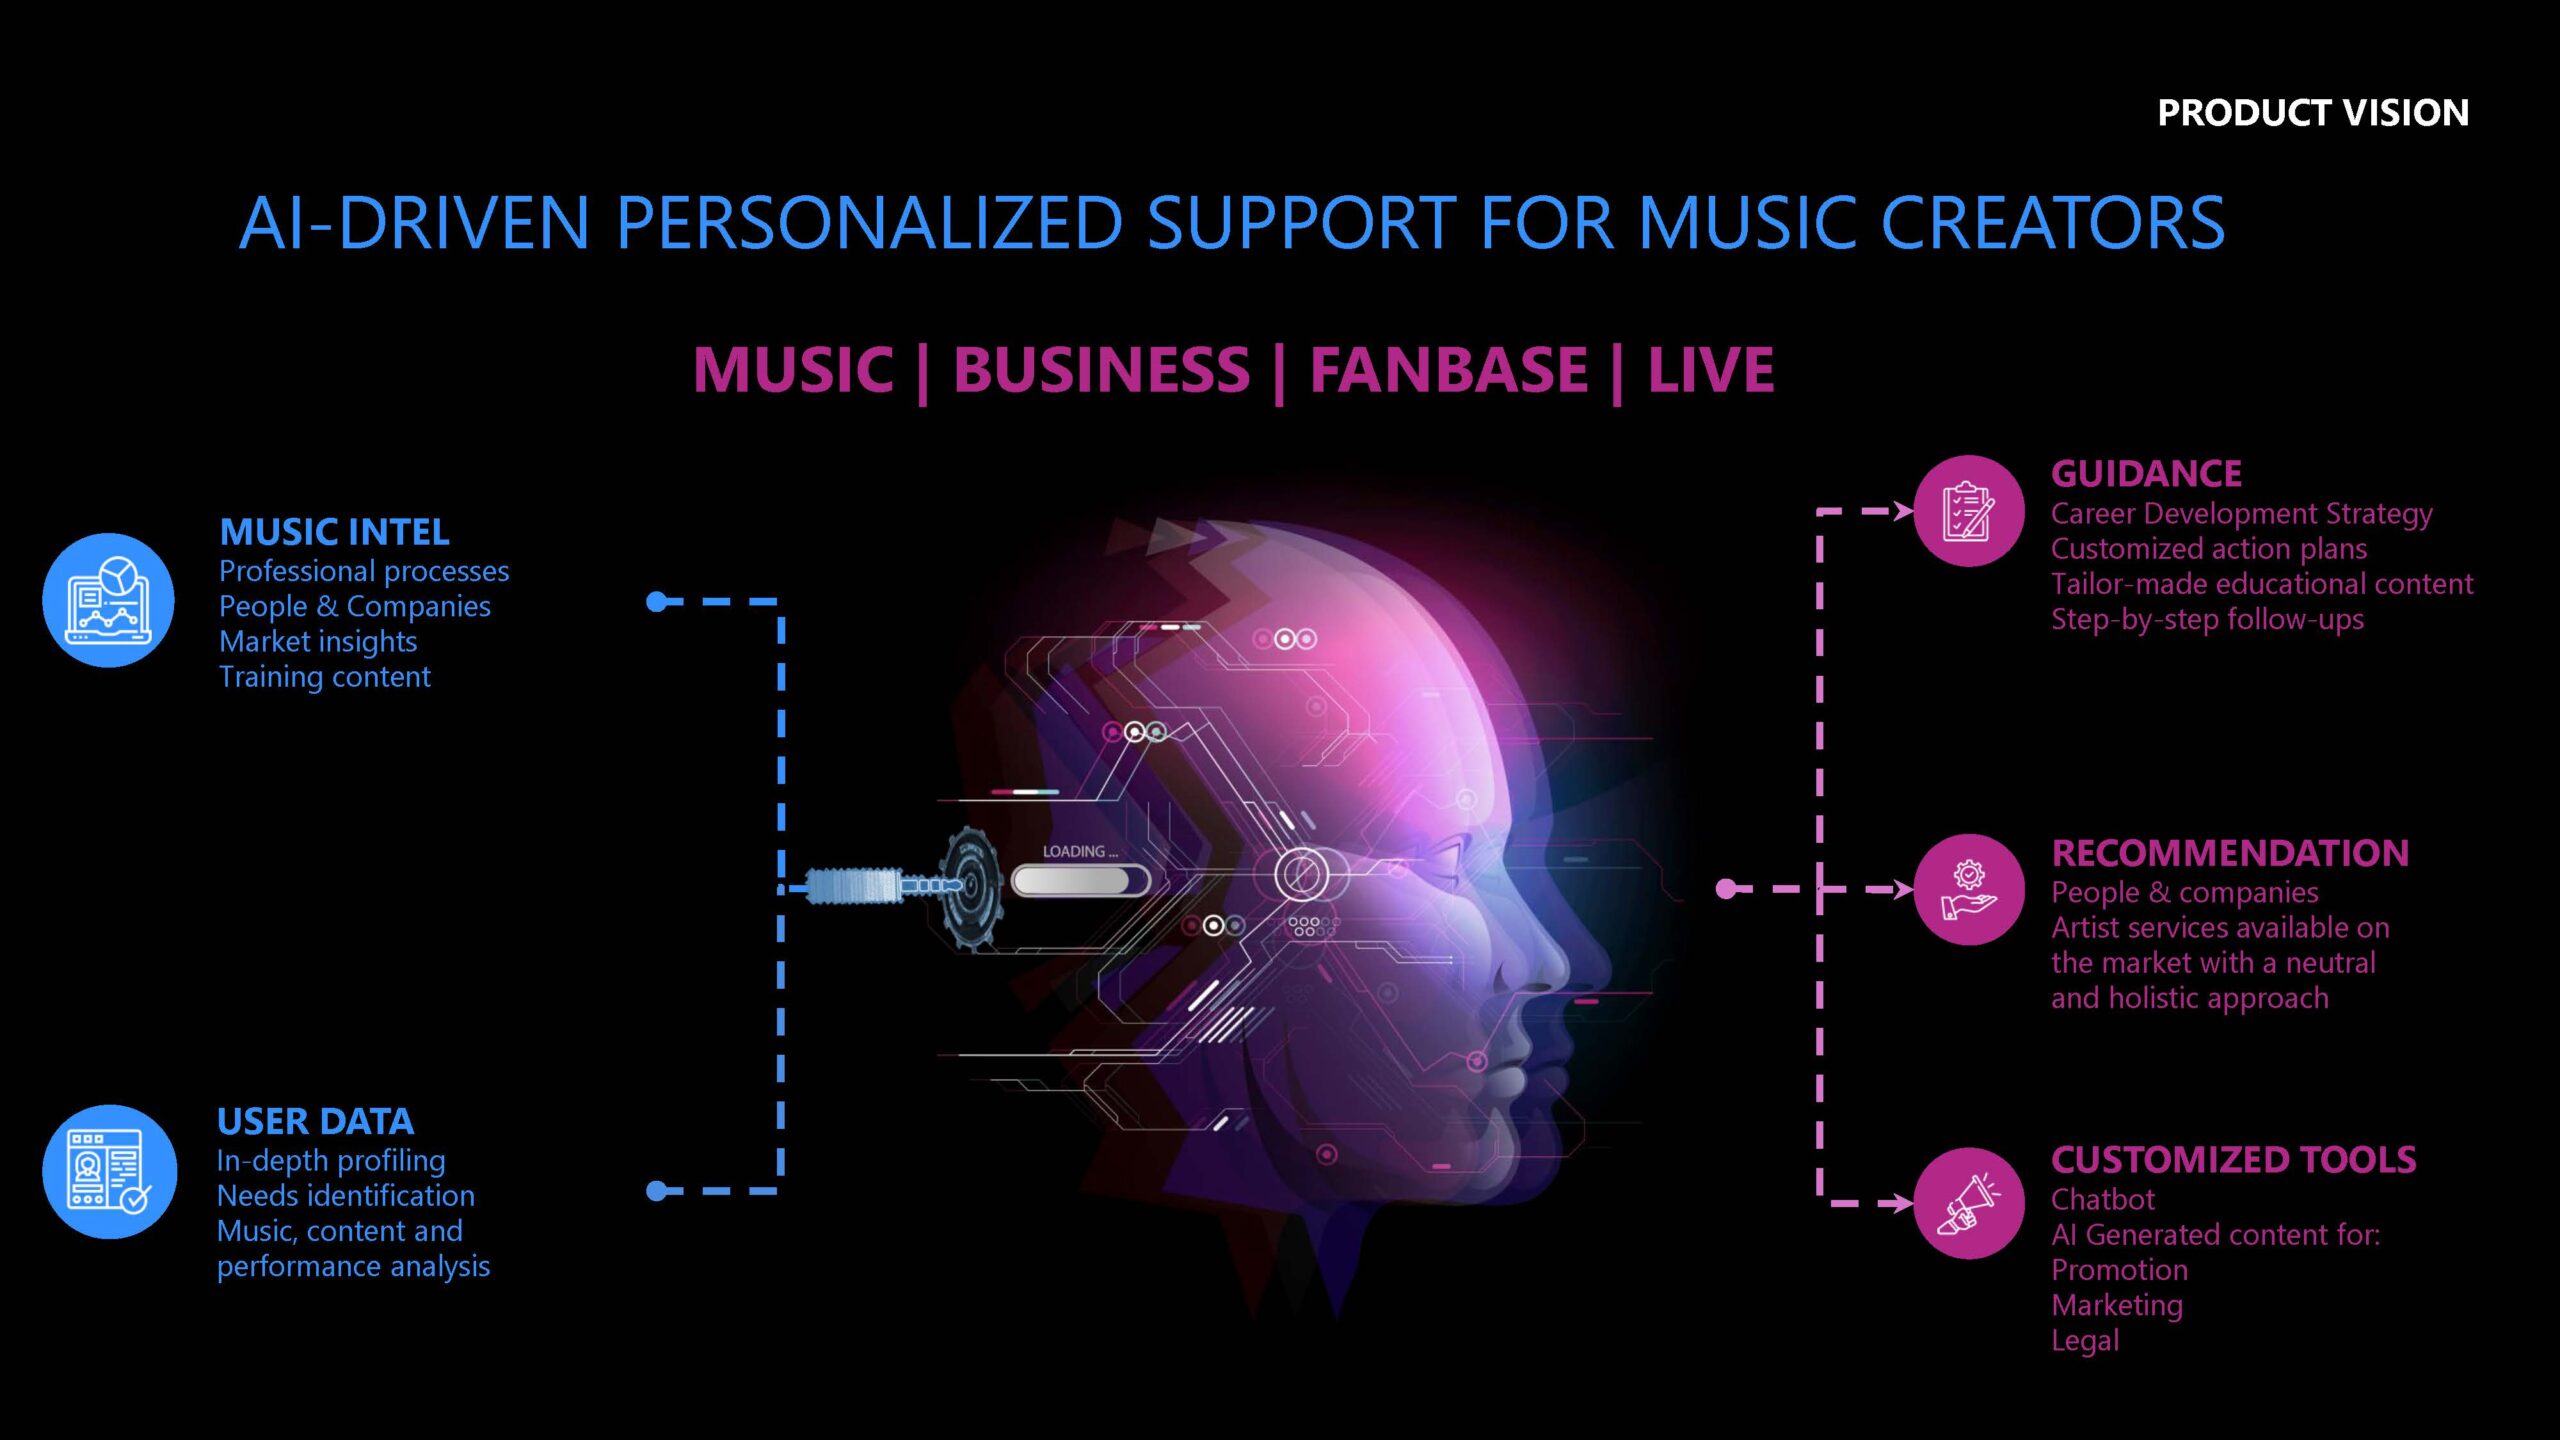 PRODUCT VISION
AI-DRIVEN PERSONALIZED SUPPORT FOR MUSIC CREATORS
MUSIC | BUSINESS | FANBASE | LIVE
MUSIC INTEL
Professional processes
People & Companies
Market insights
Training content
USER DATA
In-depth profiling
Needs identification
Music, content and
performance analysis
LOADING ...
GUIDANCE
Career Development Strategy
Customized action plans
Tailor-made educational content
Step-by-step follow-ups
RECOMMENDATION
People & companies
Artist services available on
the market with a neutral
and holistic approach
CUSTOMIZED TOOLS
Chatbot
AI Generated content for:
Promotion
Marketing
Legal